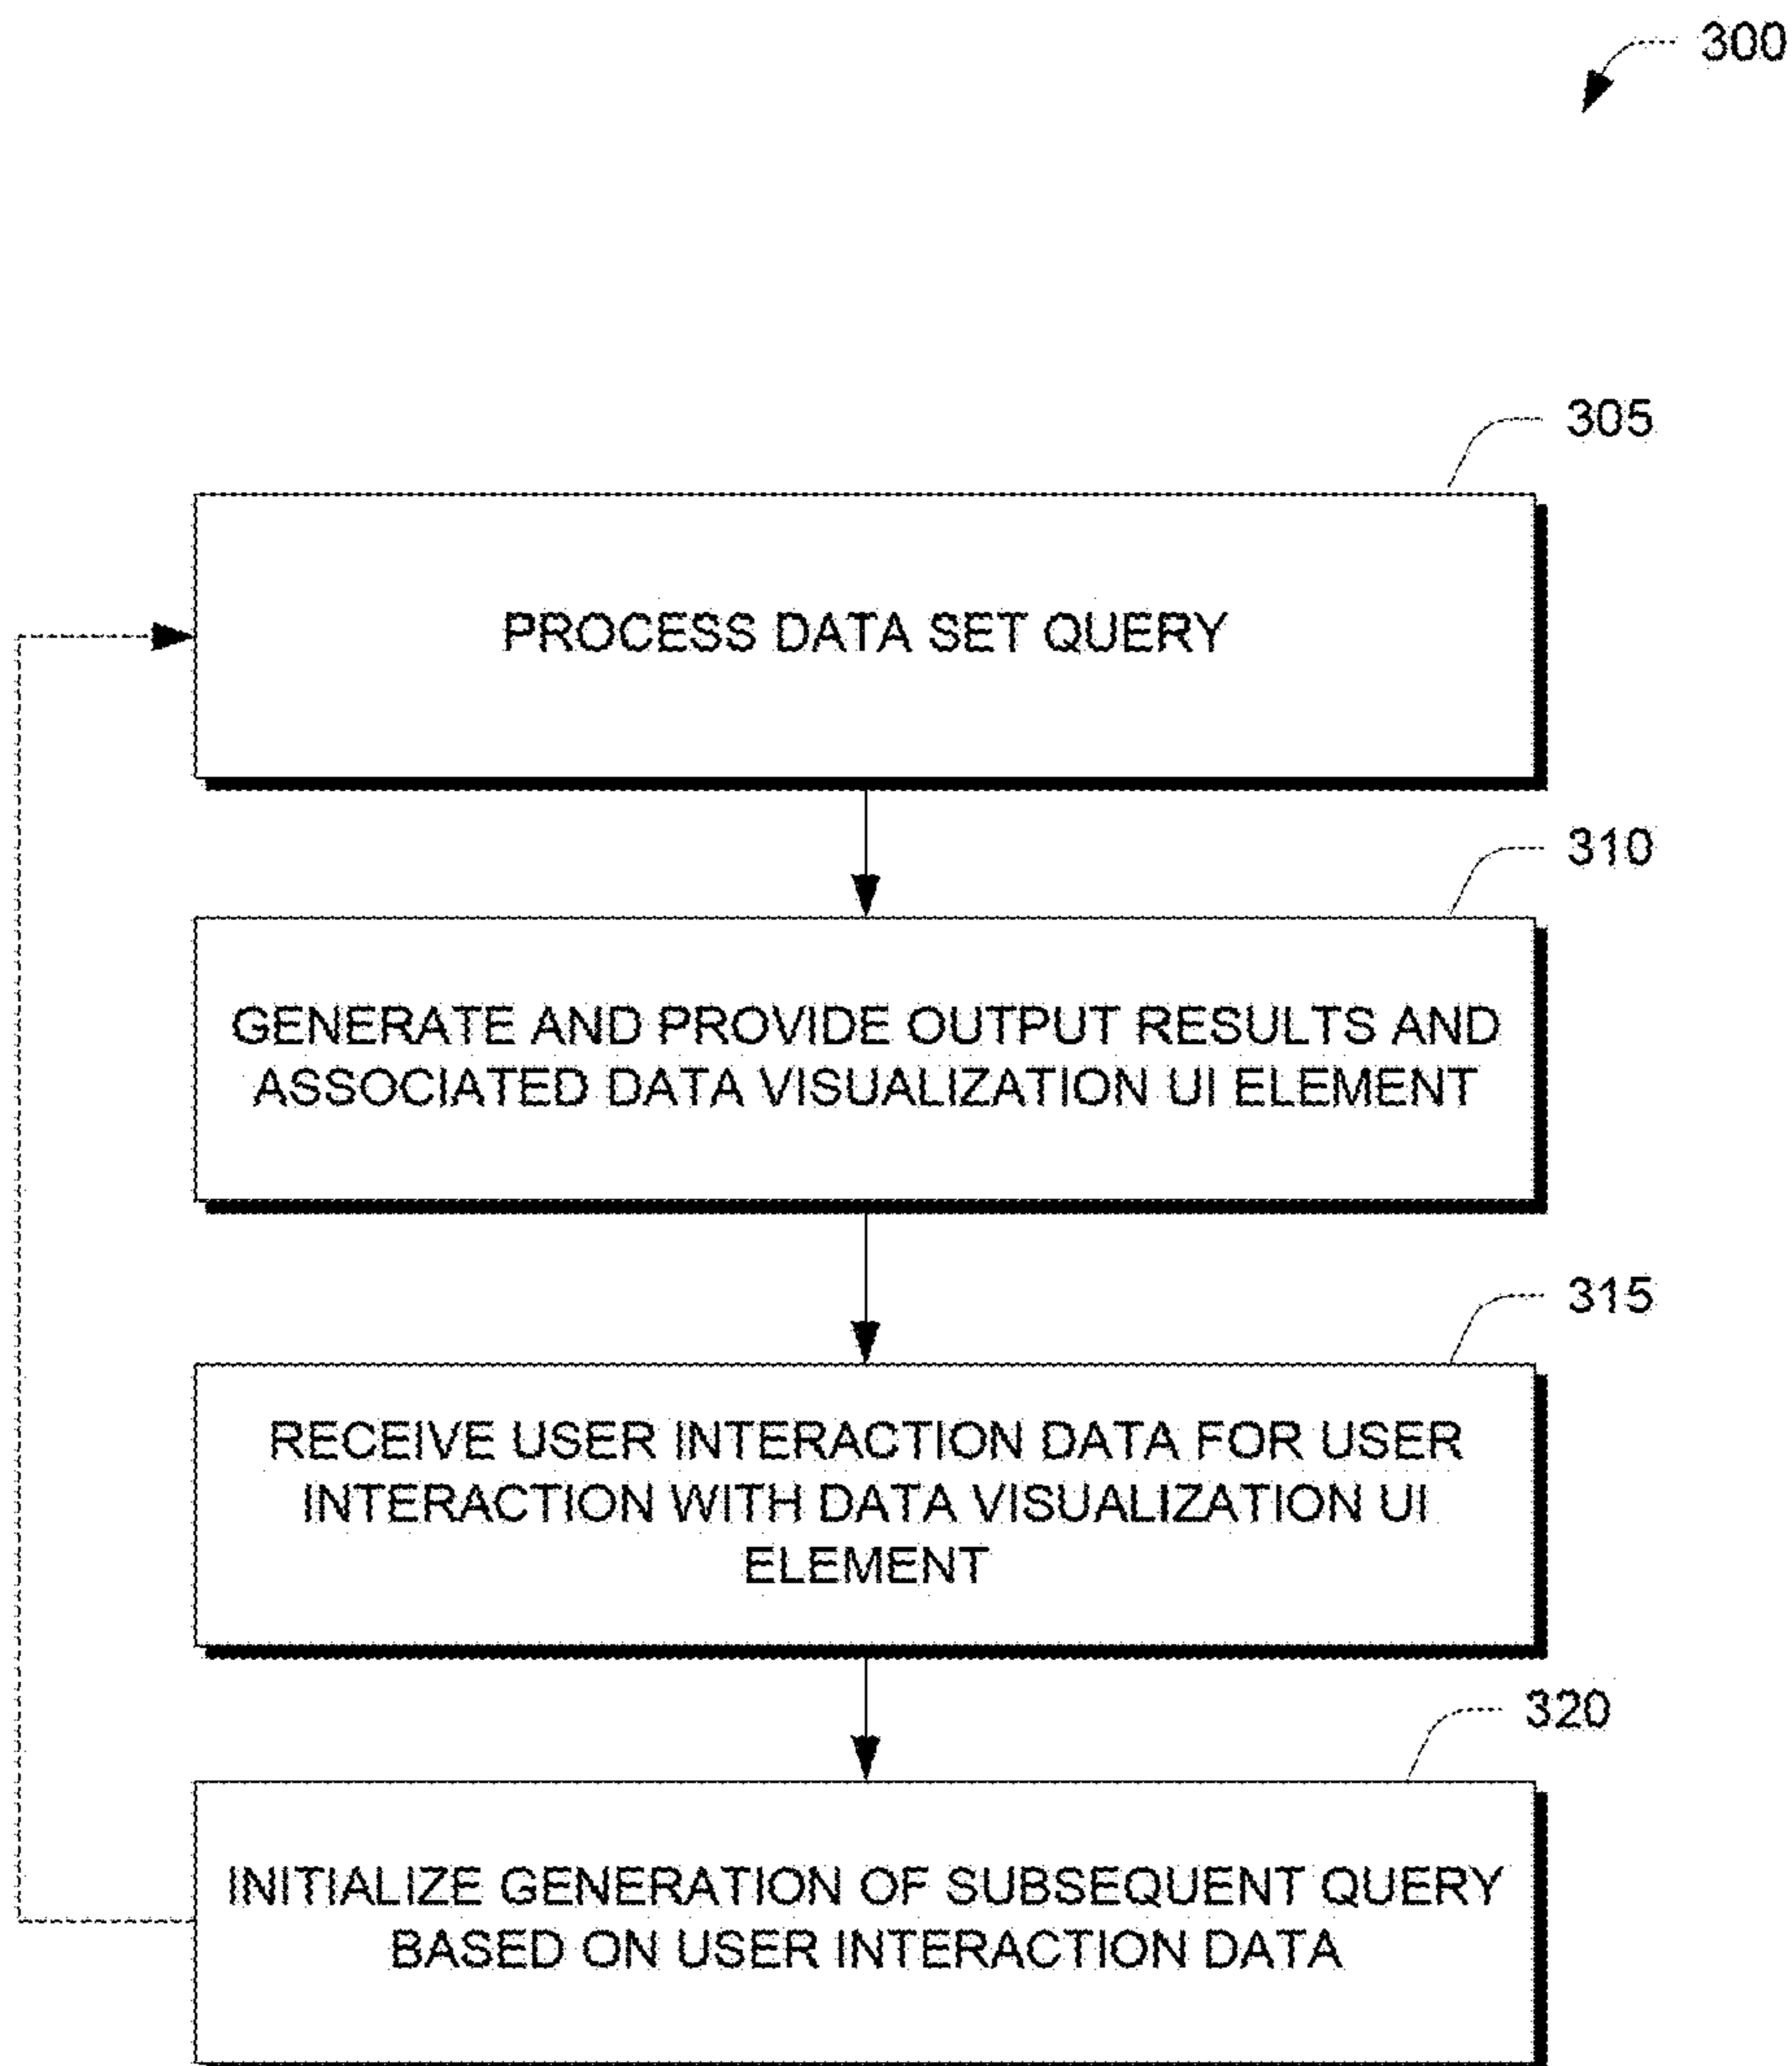 300
305
PROCESS DATA SET QUERY
310
GENERATE AND PROVIDE OUTPUT RESULTS AND
ASSOCIATED DATA VISUALIZATION UI ELEMENT
315
RECEIVE USER INTERACTION DATA FOR USER
INTERACTION WITH DATA VISUALIZATION UI
ELEMENT
320
INITIALIZE GENERATION OF SUBSEQUENT QUERY
BASED ON USER INTERACTION DATA